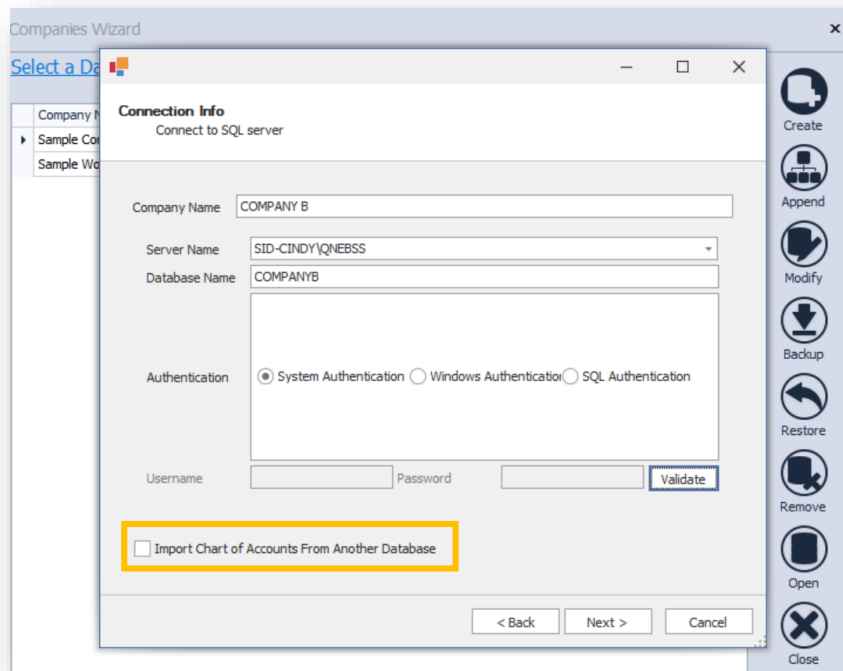 Companies Wizard
Select a Da
Company N
Sample Cor
Sample Wo
Connection Info
Connect to SQL server
Company Name COMPANY B
Server Name SID-CINDY\QNEBSS
Database Name COMPANYB
Authentication System Authentication Windows Authentication SQL Authentication
Username Password Validate
Import Chart of Accounts From Another Database
< Back Next > Cancel
Create
Append
Modify
Backup
Restore
Remove
Open
Close